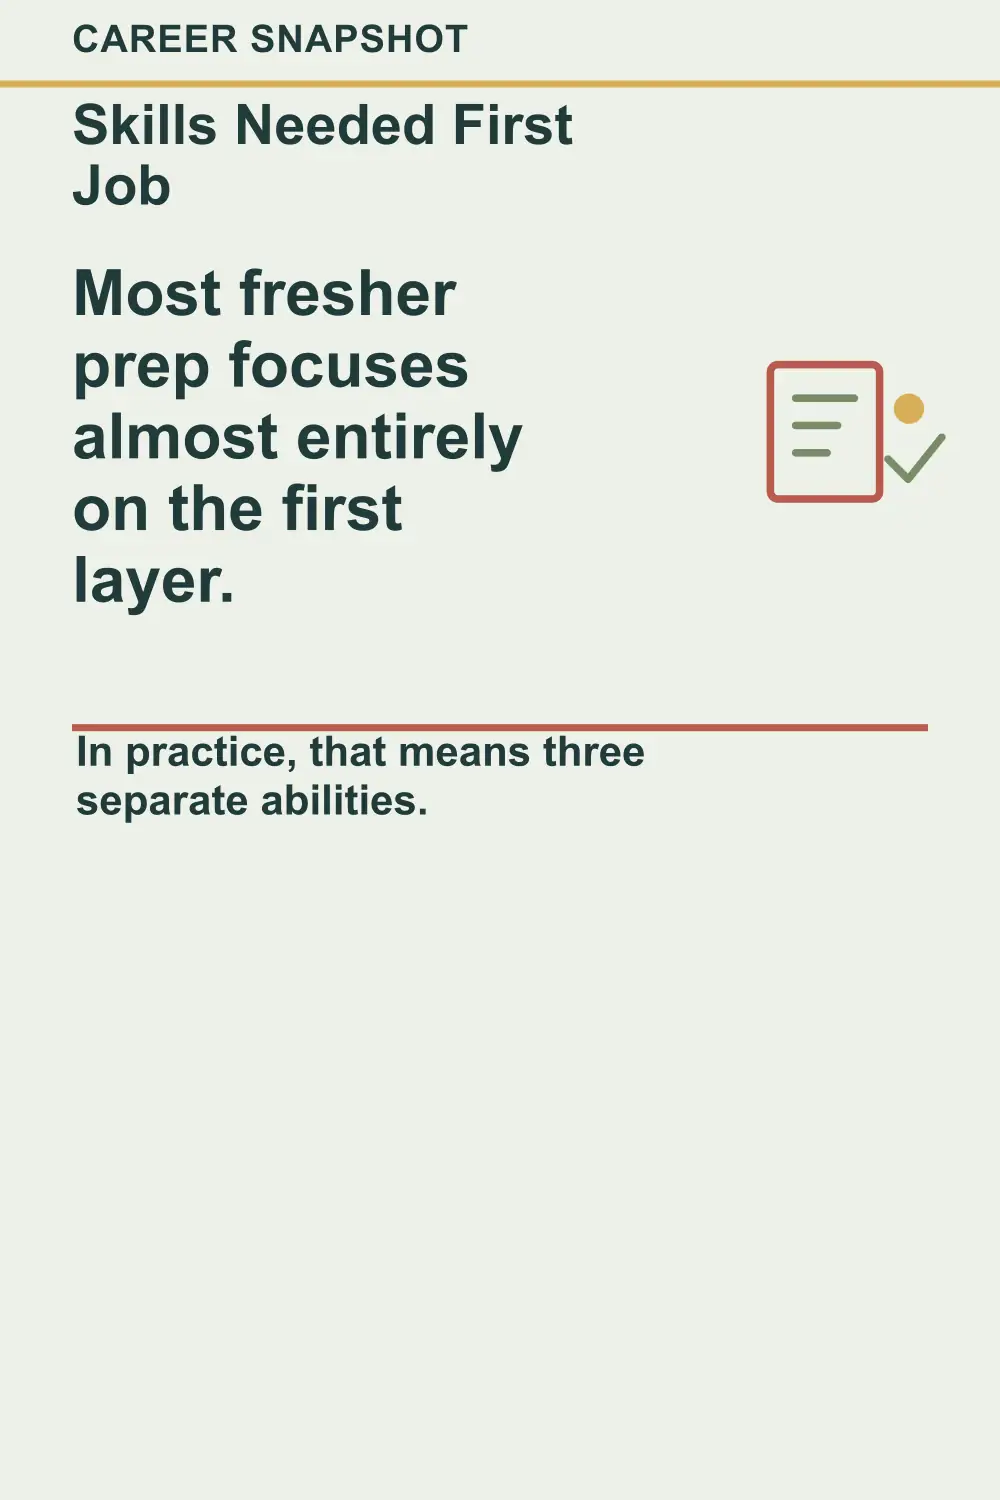 CAREER SNAPSHOT
Skills Needed First
Job
Most fresher
prep focuses
almost entirely
on the first
layer.
In practice, that means three
separate abilities.